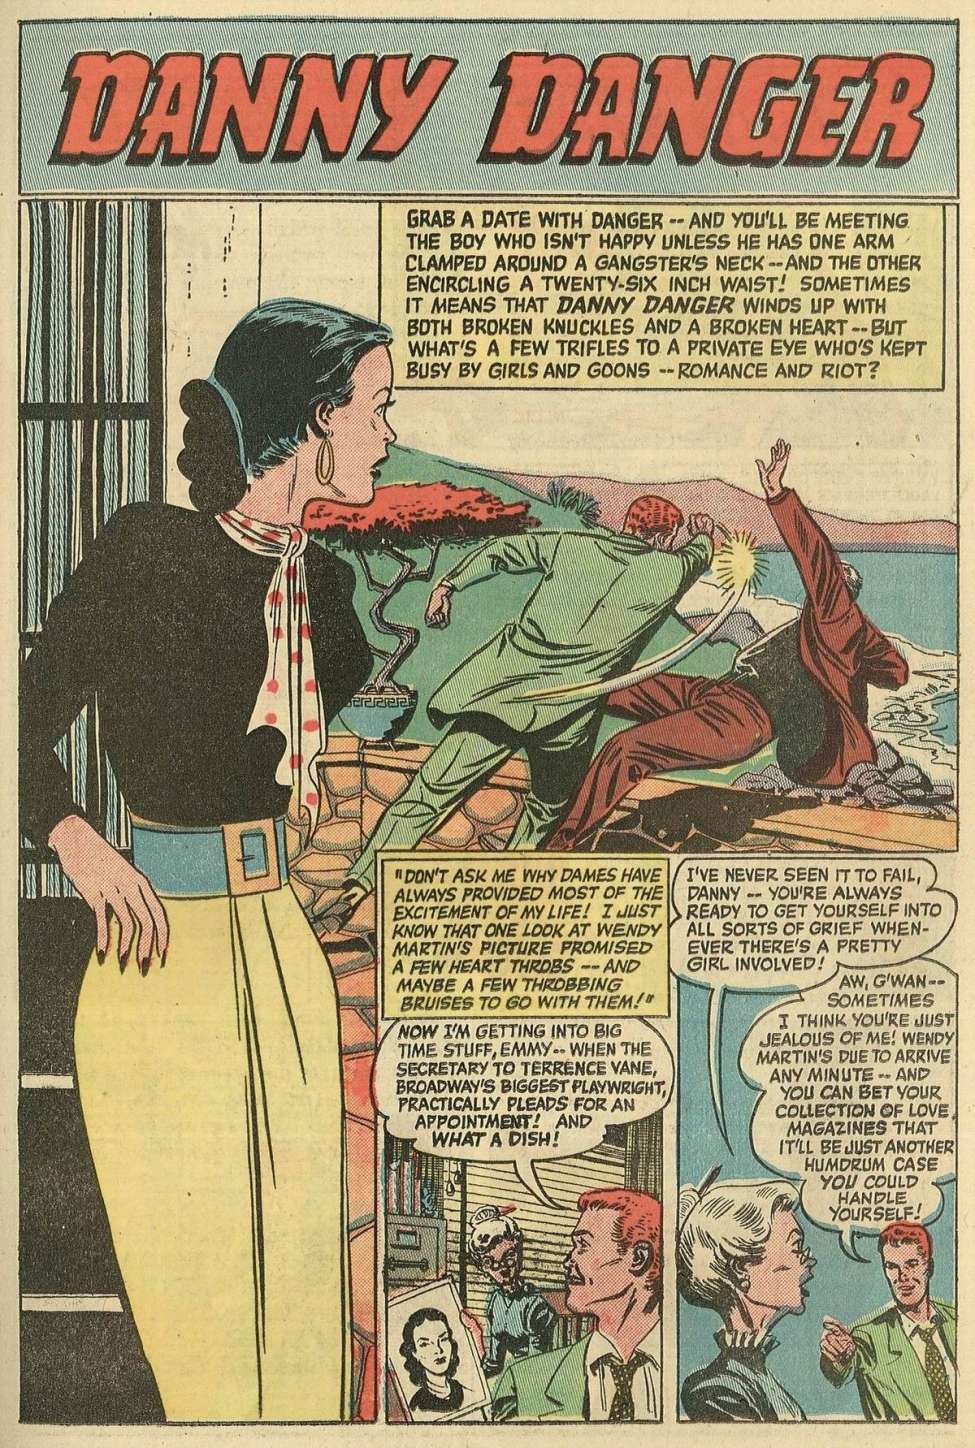 DANNY DANGER
GRAB A DATE WITH DANGER -- AND YOU'LL BE MEETING
THE BOY WHO ISN'T HAPPY UNLESS HE HAS ONE ARM
CLAMPED AROUND A GANGSTER'S NECK -- AND THE OTHER
ENCIRCLING A TWENTY-SIX INCH WAIST! SOMETIMES
IT MEANS THAT DANNY DANGER WINDS UP WITH
BOTH BROKEN KNUCKLES AND A BROKEN HEART -- BUT
WHAT'S A FEW TRIFLES TO A PRIVATE EYE WHO'S KEPT
BUSY BY GIRLS AND GOONS -- ROMANCE AND RIOT?
"DON'T ASK ME WHY DAMES HAVE
ALWAYS PROVIDED MOST OF THE
EXCITEMENT OF MY LIFE! I JUST
KNOW THAT ONE LOOK AT WENDY
MARTIN'S PICTURE PROMISED
A FEW HEART THROBS -- AND
MAYBE A FEW THROBBING
BRUISES TO GO WITH THEM!"
NOW I'M GETTING INTO BIG
TIME STUFF, EMMY -- WHEN THE
SECRETARY TO TERRENCE VANE,
BROADWAY'S BIGGEST PLAYWRIGHT,
PRACTICALLY PLEADS FOR AN
APPOINTMENT! AND
WHAT A DISH!
I'VE NEVER SEEN IT TO FAIL,
DANNY -- YOU'RE ALWAYS
READY TO GET YOURSELF INTO
ALL SORTS OF GRIEF WHEN-
EVER THERE'S A PRETTY
GIRL INVOLVED!
AW, G'WAN --
SOMETIMES
I THINK YOU'RE JUST
JEALOUS OF ME! WENDY
MARTIN'S DUE TO ARRIVE
ANY MINUTE -- AND
YOU CAN BET YOUR
COLLECTION OF LOVE
MAGAZINES THAT
IT'LL BE JUST ANOTHER
HUMDRUM CASE
YOU COULD
HANDLE
YOURSELF!